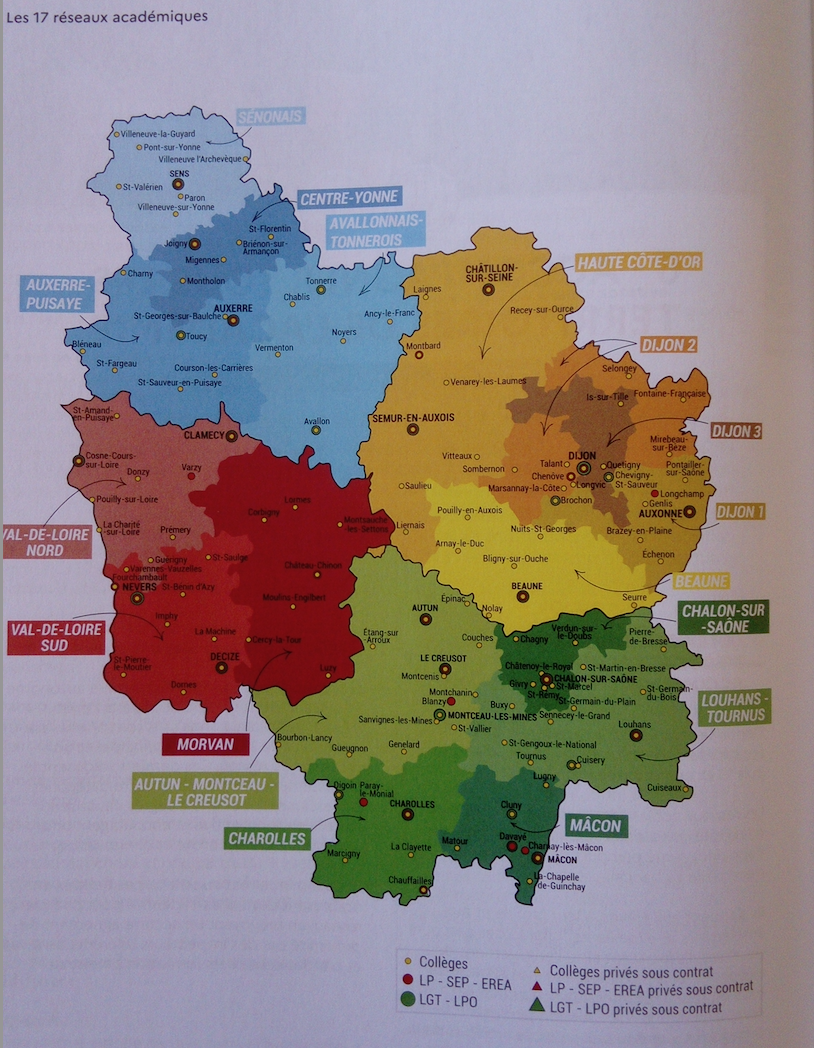 Les 17 réseaux académiques
SÉNONAIS
Villeneuve-la-Guyard
Pont-sur-Yonne
Villeneuve l'Archevêque
SENS
St-Valérien
Paron
Villeneuve-sur-Yonne
CENTRE-YONNE
AVALLONNAIS-
TONNEROIS
St-Florentin
Joigny
Briénon-sur-
Armançon
Migennes
Charny
Montholon
AUXERRE-
PUISAYE
Tonnerre
Chablis
St-Georges-sur-Baulche
AUXERRE
Ancy-le-Franc
Toucy
Noyers
Bléneau
Vermenton
St-Fargeau
Courson-les-Carrières
St-Sauveur-en-Puisaye
Avallon
HAUTE CÔTE-D'OR
CHÂTILLON-
SUR-SEINE
Laignes
Recey-sur-Ource
DIJON 2
Montbard
Selongey
Venarey-les-Laumes
Is-sur-Tille
Fontaine-Française
SEMUR-EN-AUXOIS
DIJON 3
Mirebeau-
sur-Bèze
Vitteaux
DIJON
Sombernon
Talant
Quetigny
Pontailler-
sur-Saône
Chenôve
Chevigny-
St-Sauveur
Saulieu
Marsannay-la-Côte
Longvic
Longchamp
Brochon
Genlis
AUXONNE
DIJON 1
Pouilly-en-Auxois
Liernais
Nuits-St-Georges
Brazey-en-Plaine
Arnay-le-Duc
Échenon
Bligny-sur-Ouche
BEAUNE
BEAUNE
Seurre
Nolay
St-Amand-
en-Puisaye
CLAMECY
Cosne-Cours-
sur-Loire
Donzy
Varzy
Pouilly-sur-Loire
Lormes
Corbigny
Montsauche
-les-Settons
VAL-DE-LOIRE
NORD
La Charité
-sur-Loire
Prémery
Guérigny
St-Saulge
Varennes-Vauzelles
Fourchambault
Château-Chinon
NEVERS
St-Bénin d'Azy
Moulins-Engilbert
VAL-DE-LOIRE
SUD
Imphy
La Machine
Cercy-la-Tour
DECIZE
St-Pierre-
le-Moutier
Luzy
Dornes
MORVAN
CHALON-SUR
-SAÔNE
Épinac
AUTUN
Verdun-sur-
le-Doubs
Pierre-
de-Bresse
Étang-sur
-Arroux
Couches
Chagny
LE CREUSOT
Châtenoy-le-Royal
St-Martin-en-Bresse
Montcenis
CHALON-SUR-SAÔNE
Givry
St-Marcel
St-Rémy
St-Germain-
du-Bois
Montchanin
Blanzy
Buxy
St-Germain-du-Plain
LOUHANS -
TOURNUS
Sanvignes-les-Mines
MONTCEAU-LES-MINES
Sennecey-le-Grand
St-Vallier
Louhans
Bourbon-Lancy
Gueugnon
Génelard
St-Gengoux-le-National
Tournus
Cuisery
Lugny
Cuiseaux
AUTUN - MONTCEAU -
LE CREUSOT
Digoin
Paray-
le-Monial
CHAROLLES
Cluny
CHAROLLES
MÂCON
Matour
Davayé
Charnay-lès-Mâcon
Marcigny
La Clayette
MÂCON
Chauffailles
La-Chapelle
de-Guinchay
Collèges
LP - SEP - EREA
LGT - LPO
Collèges privés sous contrat
LP - SEP - EREA privés sous contrat
LGT - LPO privés sous contrat